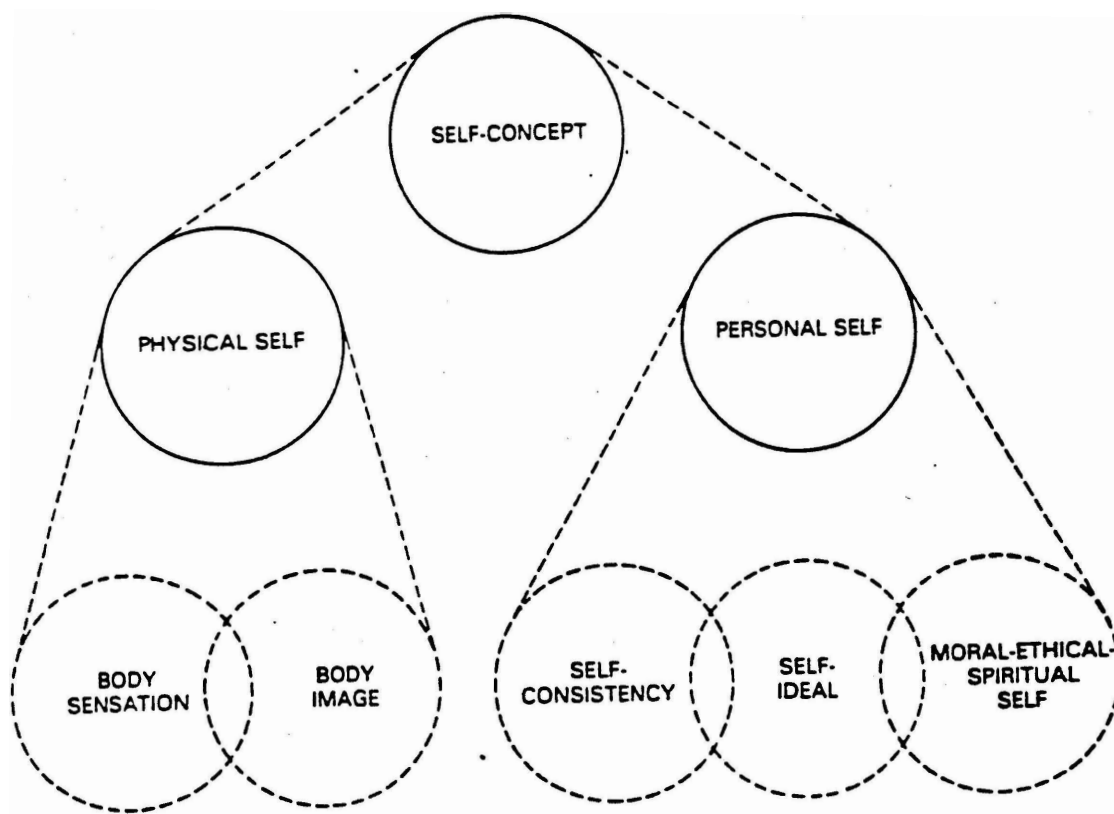 SELF-CONCEPT
PHYSICAL SELF
PERSONAL SELF
BODY
SENSATION
BODY
IMAGE
SELF-
CONSISTENCY
SELF-
IDEAL
MORAL-ETHICAL-
SPIRITUAL
SELF